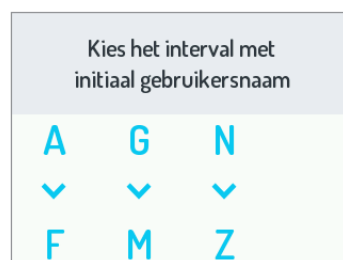 Kies het interval met
initiaal gebruikersnaam
A G N
F M Z